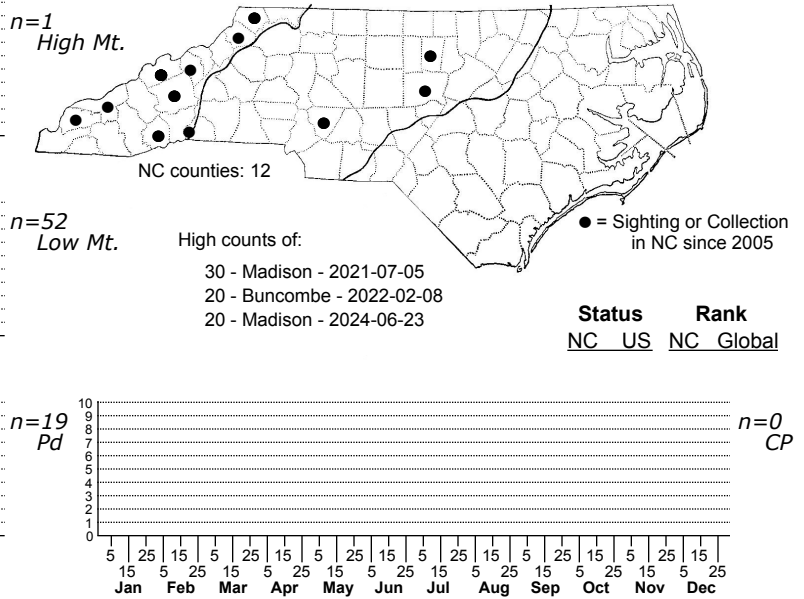 n=1
High Mt.
NC counties: 12
n=52
Low Mt.
High counts of:
30 - Madison - 2021-07-05
20 - Buncombe - 2022-02-08
20 - Madison - 2024-06-23
● = Sighting or Collection
in NC since 2005
Status Rank
NC US NC Global
n=19
Pd
10
9
8
7
6
5
4
3
2
1
0
n=0
CP
5 25 15 5 25 15 5 25 15 5 25 15 5 25 15 5 25 15
15 5 25 15 5 25 15 5 25 15 5 25 15 5 25 15 5 25
Jan Feb Mar Apr May Jun Jul Aug Sep Oct Nov Dec